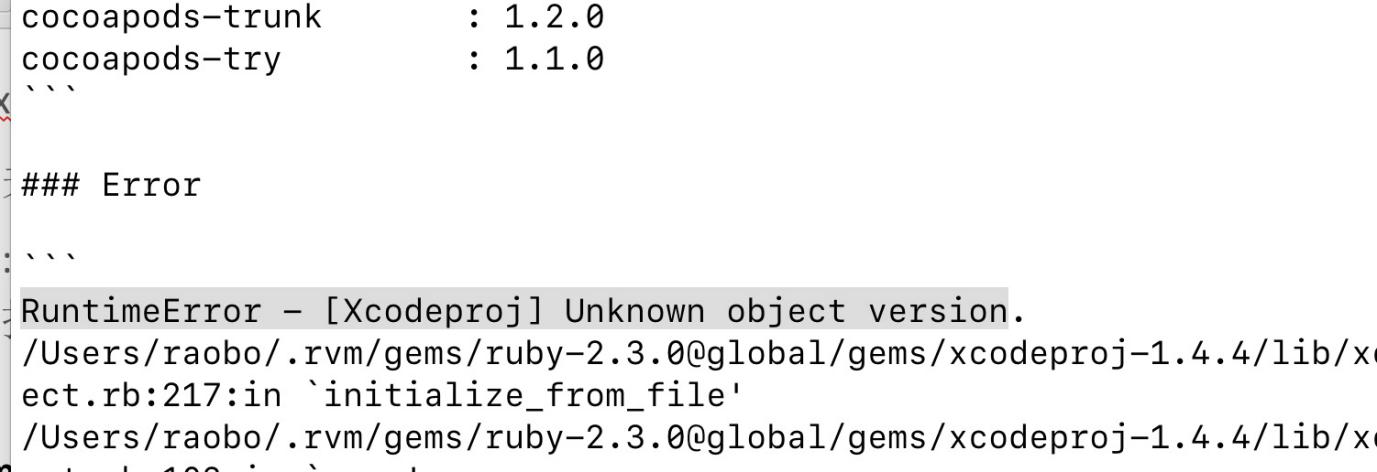 cocoapods-trunk       : 1.2.0
cocoapods-try         : 1.1.0
```
### Error
```
RuntimeError - [Xcodeproj] Unknown object version.
/Users/raobo/.rvm/gems/ruby-2.3.0@global/gems/xcodeproj-1.4.4/lib/xc
ect.rb:217:in `initialize_from_file'
/Users/raobo/.rvm/gems/ruby-2.3.0@global/gems/xcodeproj-1.4.4/lib/xc